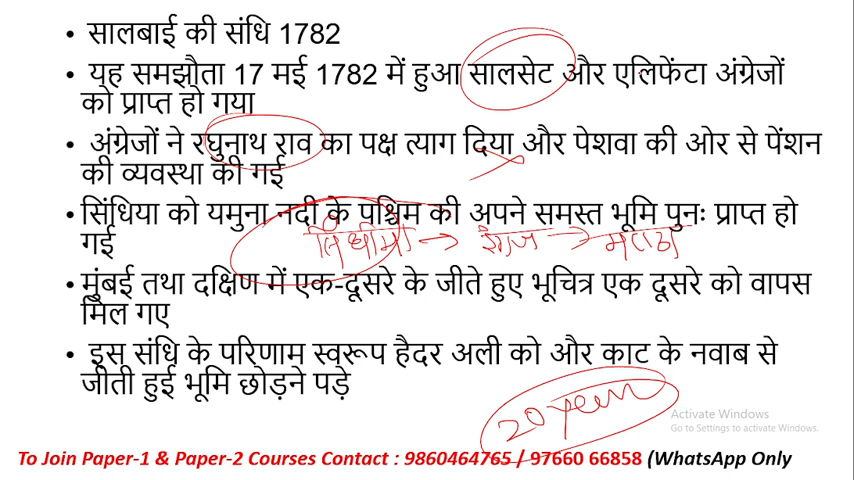 • सालबाई की संधि 1782
• यह समझौता 17 मई 1782 में हुआ सालसेट और एलिफेंटा अंग्रेजों
को प्राप्त हो गया
• अंग्रेजों ने रघुनाथ राव का पक्ष त्याग दिया और पेशवा की ओर से पेंशन
की व्यवस्था की गई
• सिंधिया को यमुना नदी के पश्चिम की अपने समस्त भूमि पुनः प्राप्त हो
गई
• मुंबई तथा दक्षिण में एक-दूसरे के जीते हुए भूचित्र एक दूसरे को वापस
मिल गए
• इस संधि के परिणाम स्वरूप हैदर अली को और काट के नवाब से
जीती हुई भूमि छोड़ने पड़े
20 year
Activate Windows
Go to Settings to activate Windows.
To Join Paper-1 & Paper-2 Courses Contact : 9860464765 / 97660 66858 (WhatsApp Only